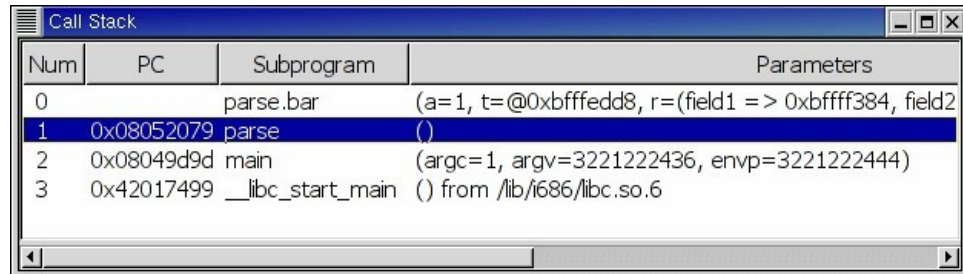 Call Stack
Num PC Subprogram Parameters
0 parse.bar (a=1, t=@0xbfffedd8, r=(field1 => 0xbffff384, field2
1 0x08052079 parse ()
2 0x08049d9d main (argc=1, argv=3221222436, envp=3221222444)
3 0x42017499 __libc_start_main () from /lib/i686/libc.so.6